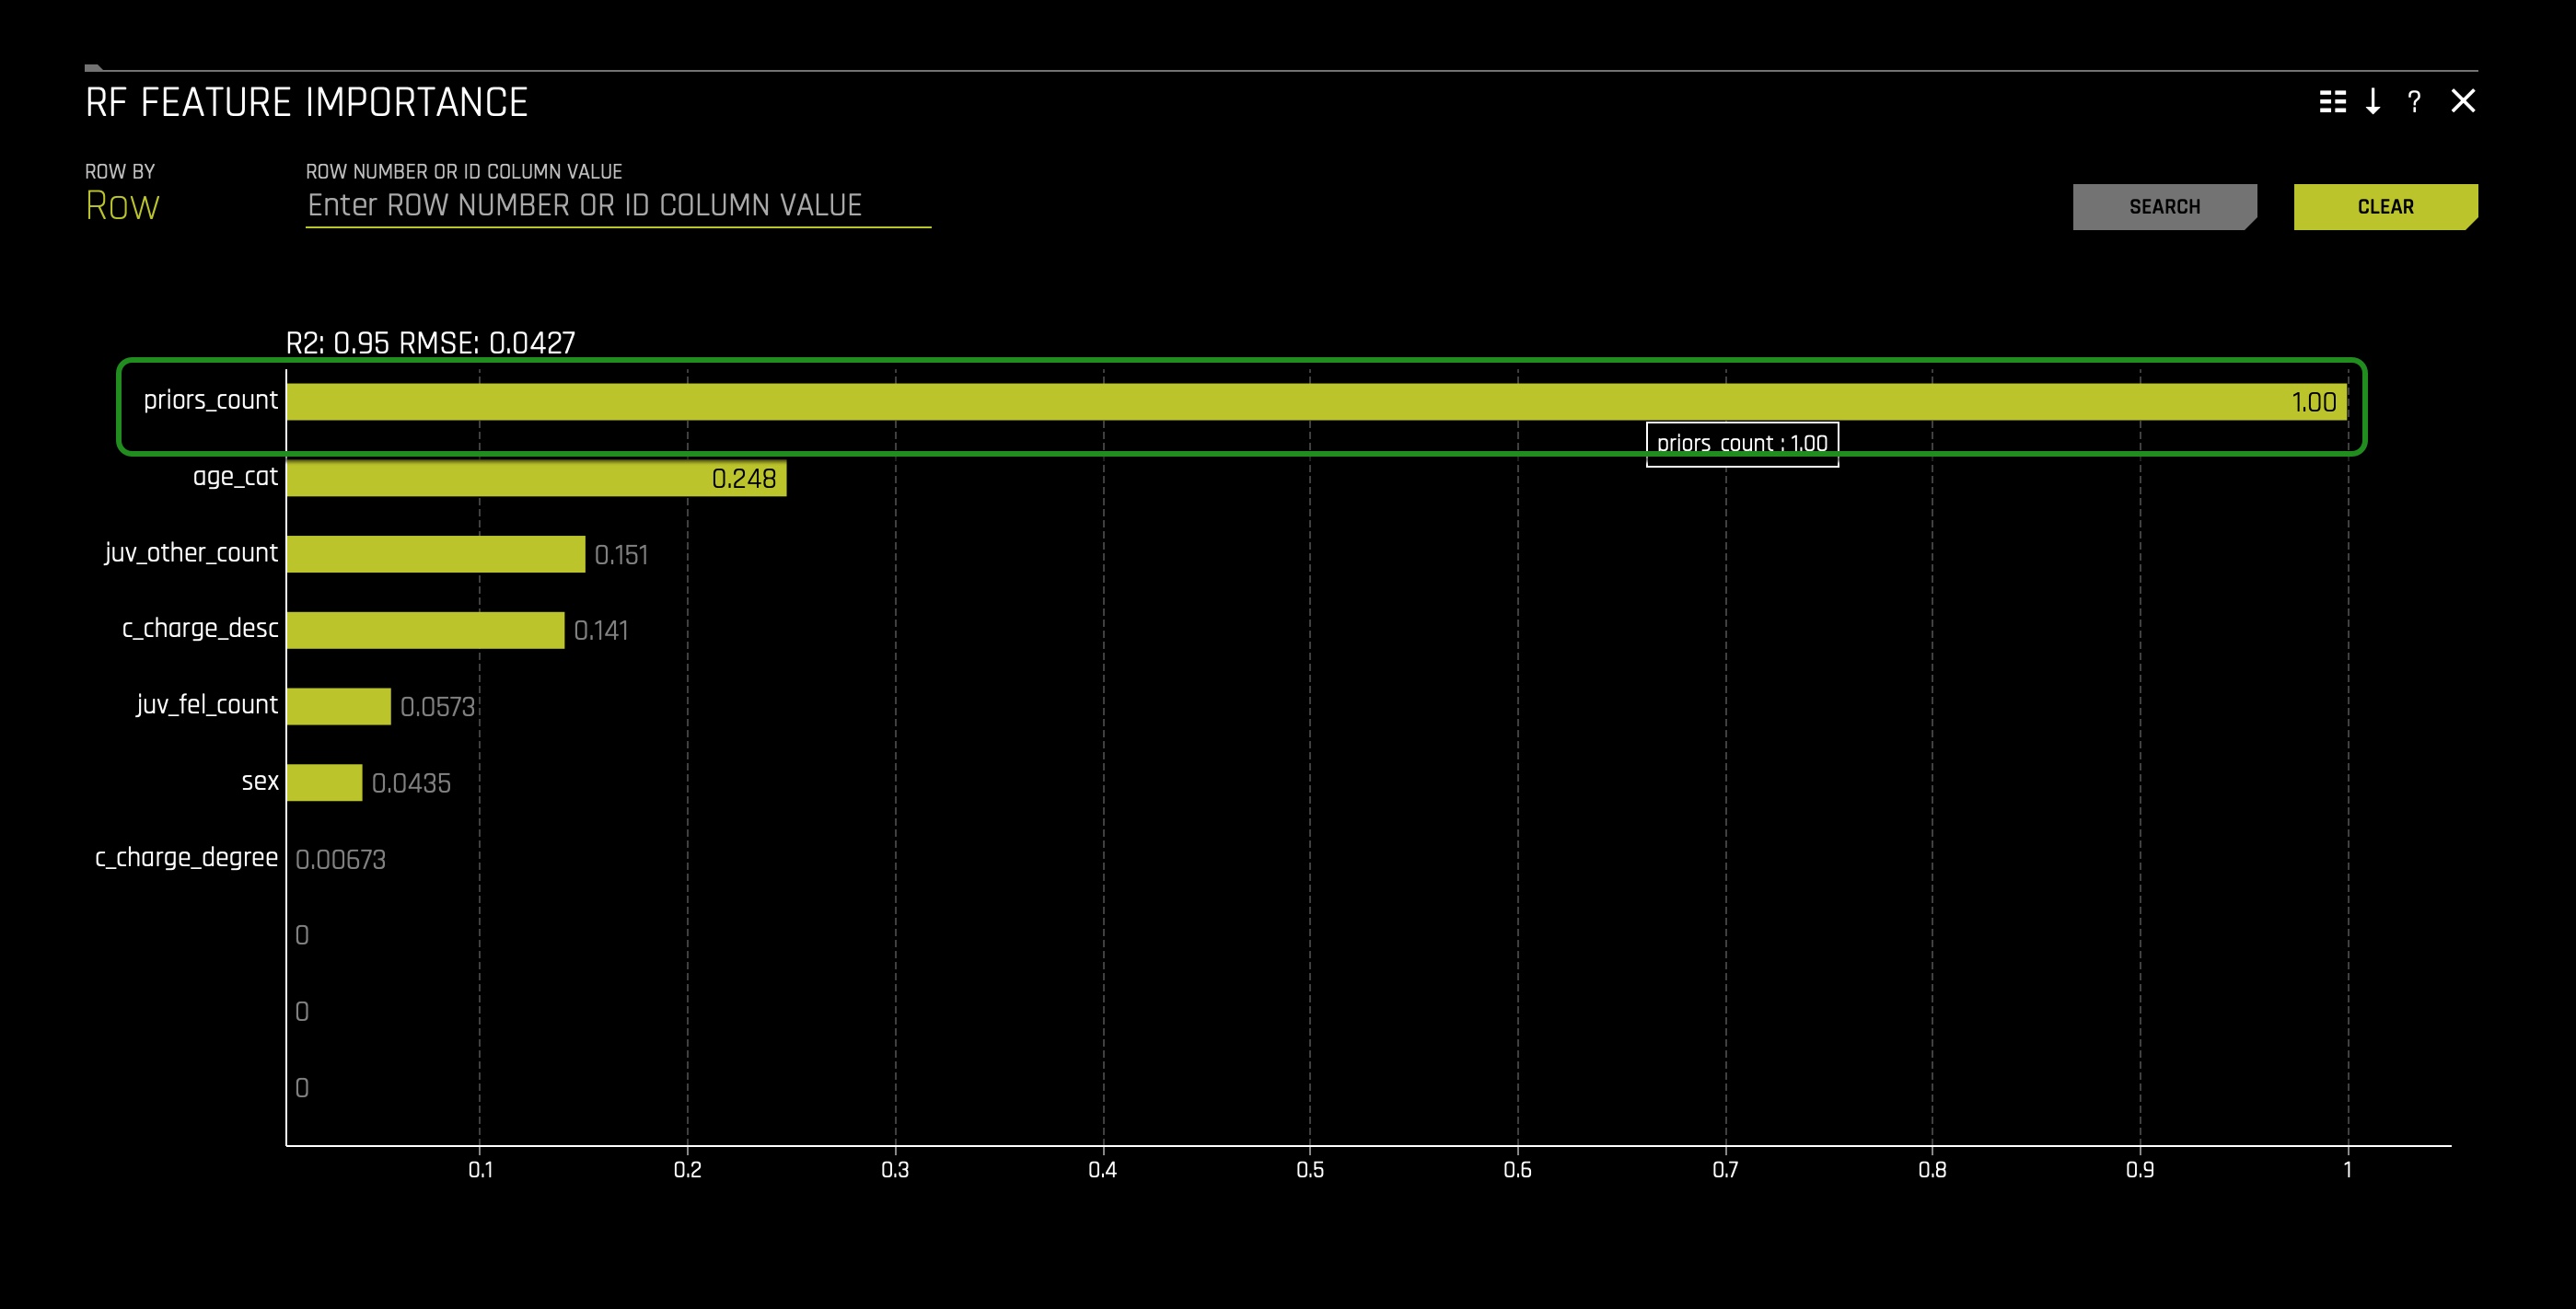 RF FEATURE IMPORTANCE
?
ROW BY
Row
ROW NUMBER OR ID COLUMN VALUE
Enter ROW NUMBER OR ID COLUMN VALUE
SEARCH
CLEAR
R2: 0.95 RMSE: 0.0427
priors_count 1.00
priors_count : 1.00
age_cat 0.248
juv_other_count 0.151
c_charge_desc 0.141
juv_fel_count 0.0573
sex 0.0435
c_charge_degree 0.00673
0
0
0
0.1 0.2 0.3 0.4 0.5 0.6 0.7 0.8 0.9 1